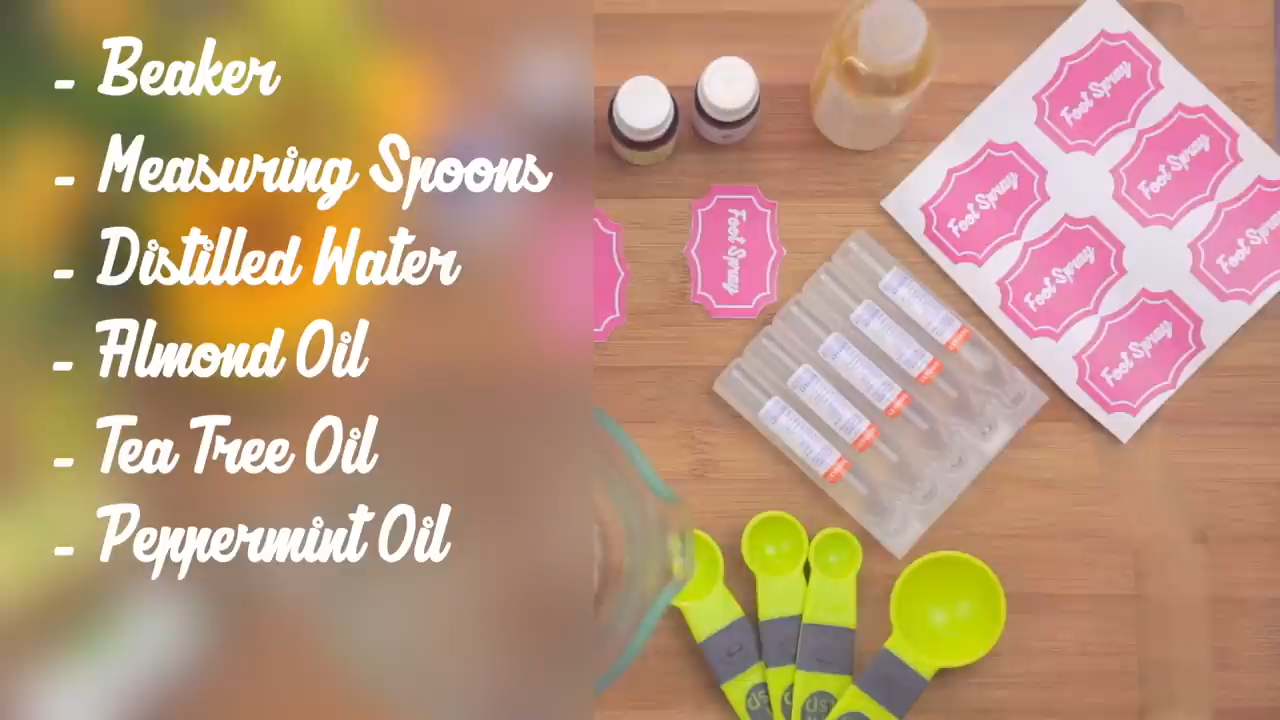 - Beaker
- Measuring Spoons
- Distilled Water
- Almond Oil
- Tea Tree Oil
- Peppermint Oil
Foot Spray
Foot Spray
Foot Spray
Foot Spray
Foot Spray
Foot Spray
Foot Spray